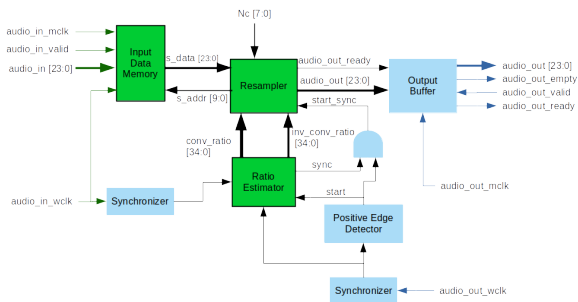 Nc [7:0]
audio_in_mclk
audio_in_valid
audio_in [23:0]
Input
Data
Memory
s_data [23:0]
s_addr [9:0]
Resampler
audio_out_ready
audio_out [23:0]
start_sync
Output
Buffer
audio_out [23:0]
audio_out_empty
audio_out_valid
audio_out_ready
conv_ratio
[34:0]
inv_conv_ratio
[34:0]
sync
start
Ratio
Estimator
audio_out_mclk
audio_in_wclk
Synchronizer
Positive Edge
Detector
Synchronizer
audio_out_wclk